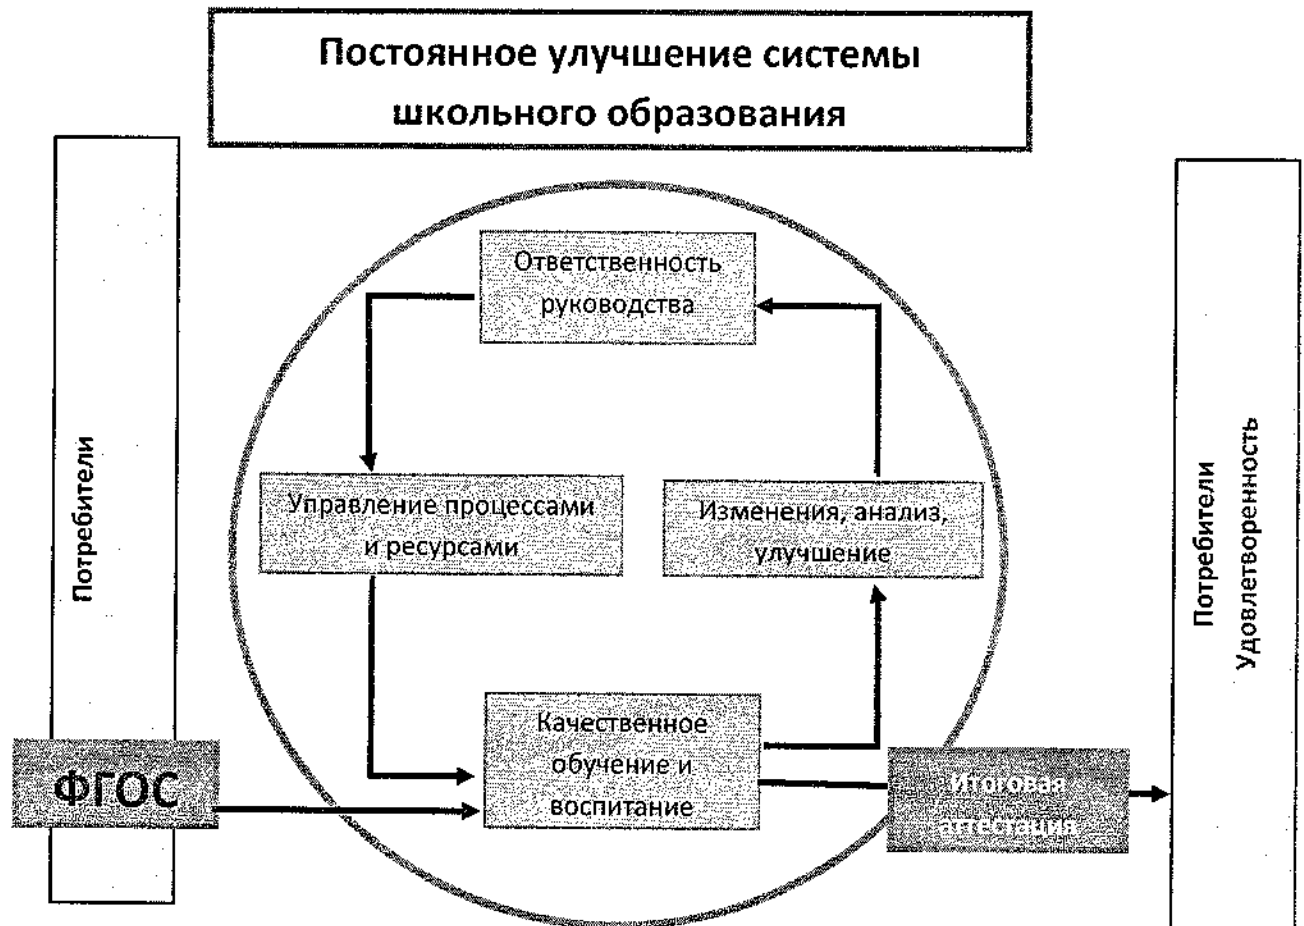 Постоянное улучшение системы
школьного образования
Потребители
Ответственность
руководства
Управление процессами
и ресурсами
Изменения, анализ,
улучшение
Потребители
Удовлетворенность
Качественное
обучение и
воспитание
ФГОС
Итоговая
аттестация